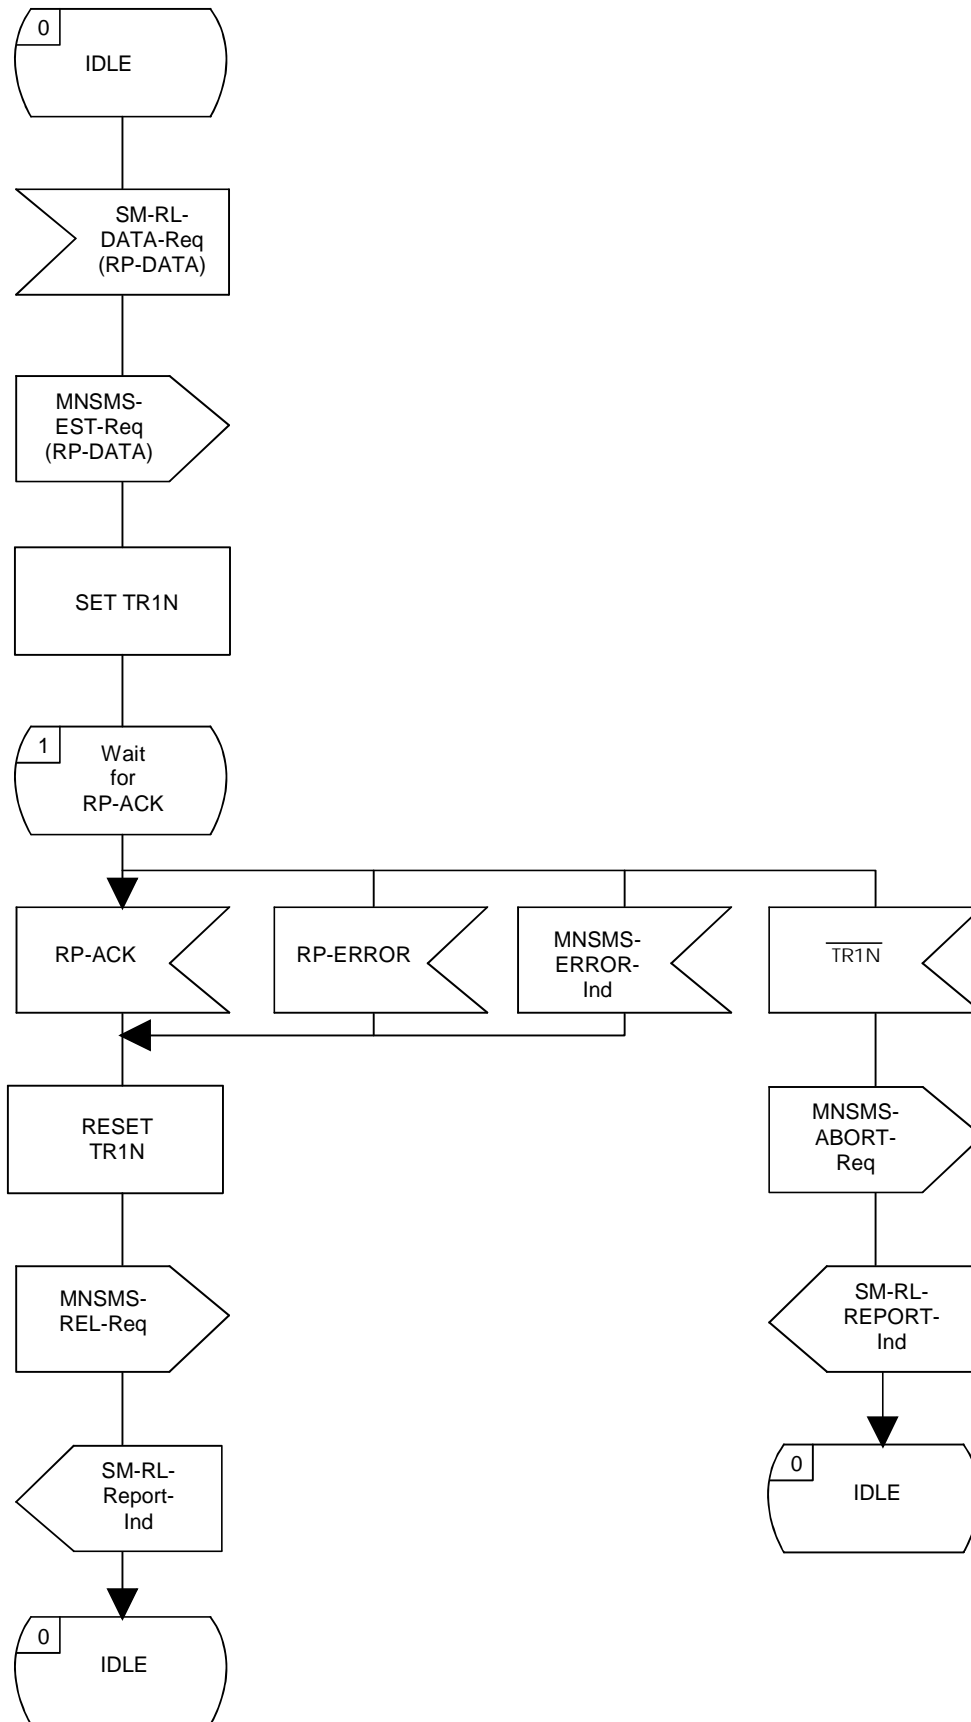 0
IDLE
SM-RL-
DATA-Req
(RP-DATA)
MNSMS-
EST-Req
(RP-DATA)
SET TR1N
1
Wait
for
RP-ACK
RP-ACK
RP-ERROR
MNSMS-
ERROR-
Ind
TR1N
RESET
TR1N
MNSMS-
ABORT-
Req
MNSMS-
REL-Req
SM-RL-
REPORT-
Ind
SM-RL-
Report-
Ind
0
IDLE
0
IDLE